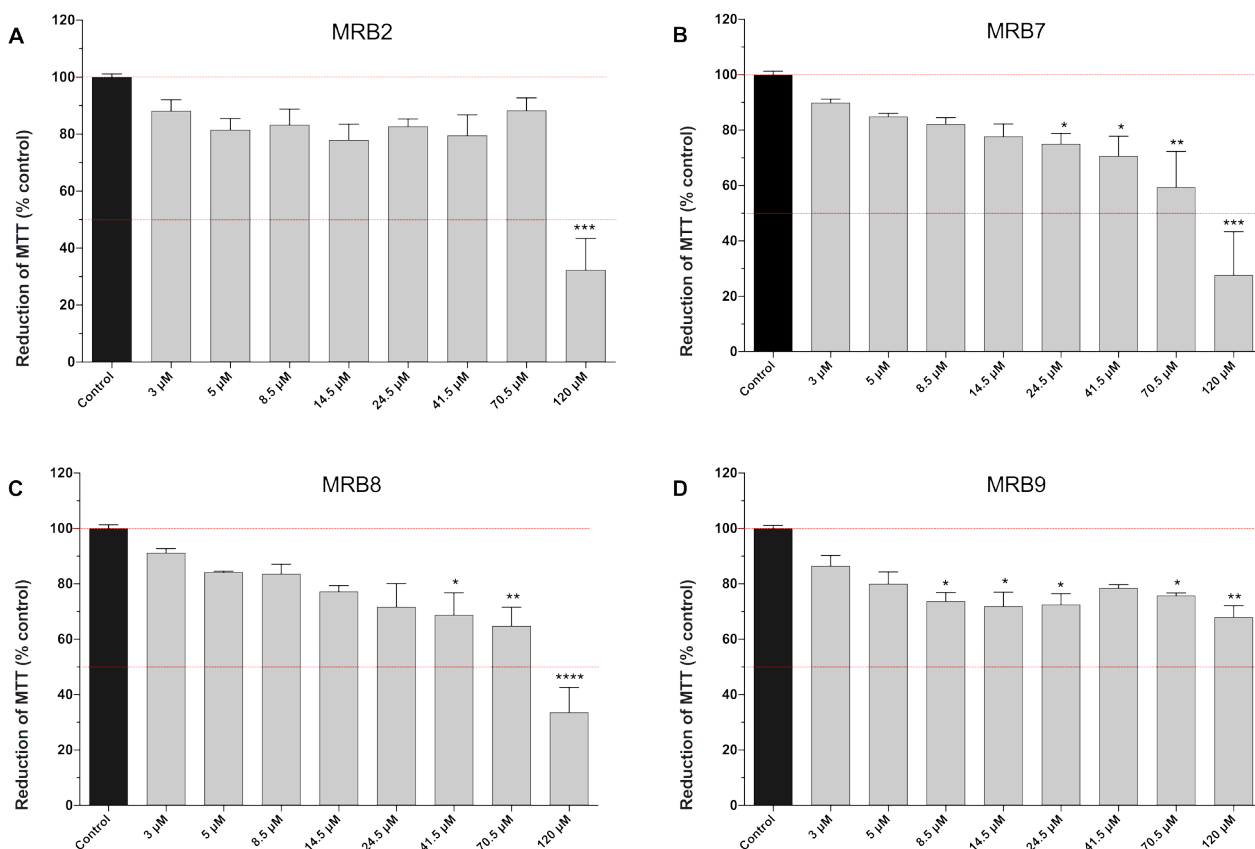 A
MRB2
Reduction of MTT (% control)
120
100
80
60
40
20
0
***
Control
3 µM
5 µM
8.5 µM
14.5 µM
24.5 µM
41.5 µM
70.5 µM
120 µM
B
MRB7
Reduction of MTT (% control)
120
100
80
60
40
20
0
*
*
**
***
Control
3 µM
5 µM
8.5 µM
14.5 µM
24.5 µM
41.5 µM
70.5 µM
120 µM
C
MRB8
Reduction of MTT (% control)
120
100
80
60
40
20
0
*
**
****
Control
3 µM
5 µM
8.5 µM
14.5 µM
24.5 µM
41.5 µM
70.5 µM
120 µM
D
MRB9
Reduction of MTT (% control)
120
100
80
60
40
20
0
*
*
*
*
**
Control
3 µM
5 µM
8.5 µM
14.5 µM
24.5 µM
41.5 µM
70.5 µM
120 µM